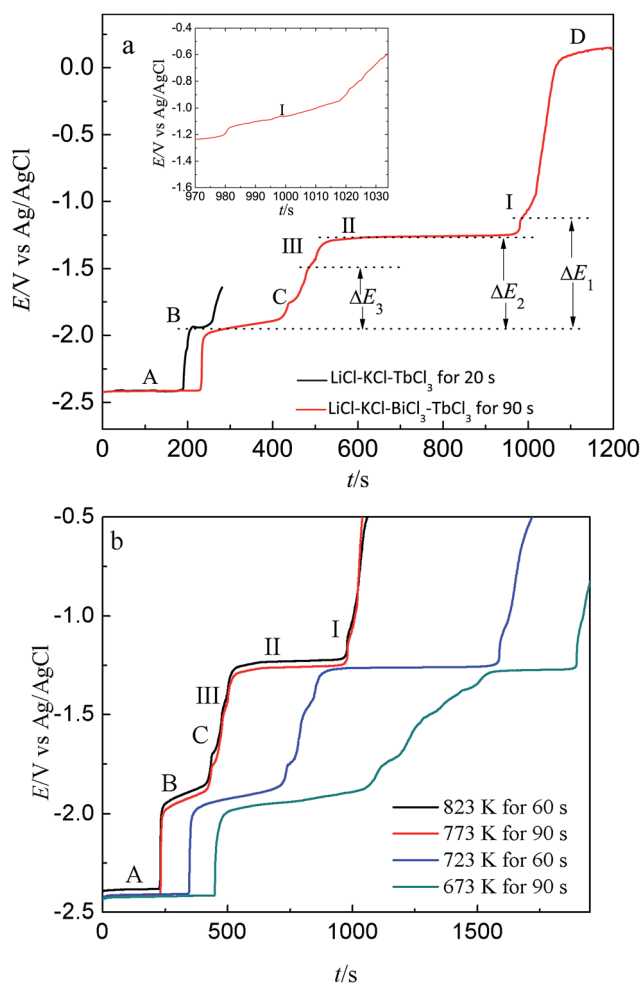 a
E/V vs Ag/AgCl
0.0
-0.5
-1.0
-1.5
-2.0
-2.5
0 200 400 600 800 1000 1200
t/s
E/V vs Ag/AgCl
-0.4
-0.6
-0.8
-1.0
-1.2
-1.4
-1.6
970 980 990 1000 1010 1020 1030
t/s
I
D
I
II
III
C
B
A
ΔE3
ΔE2
ΔE1
LiCl-KCl-TbCl3 for 20 s
LiCl-KCl-BiCl3-TbCl3 for 90 s
b
E/V vs Ag/AgCl
-0.5
-1.0
-1.5
-2.0
-2.5
0 500 1000 1500
t/s
I
II
III
C
B
A
823 K for 60 s
773 K for 90 s
723 K for 60 s
673 K for 90 s